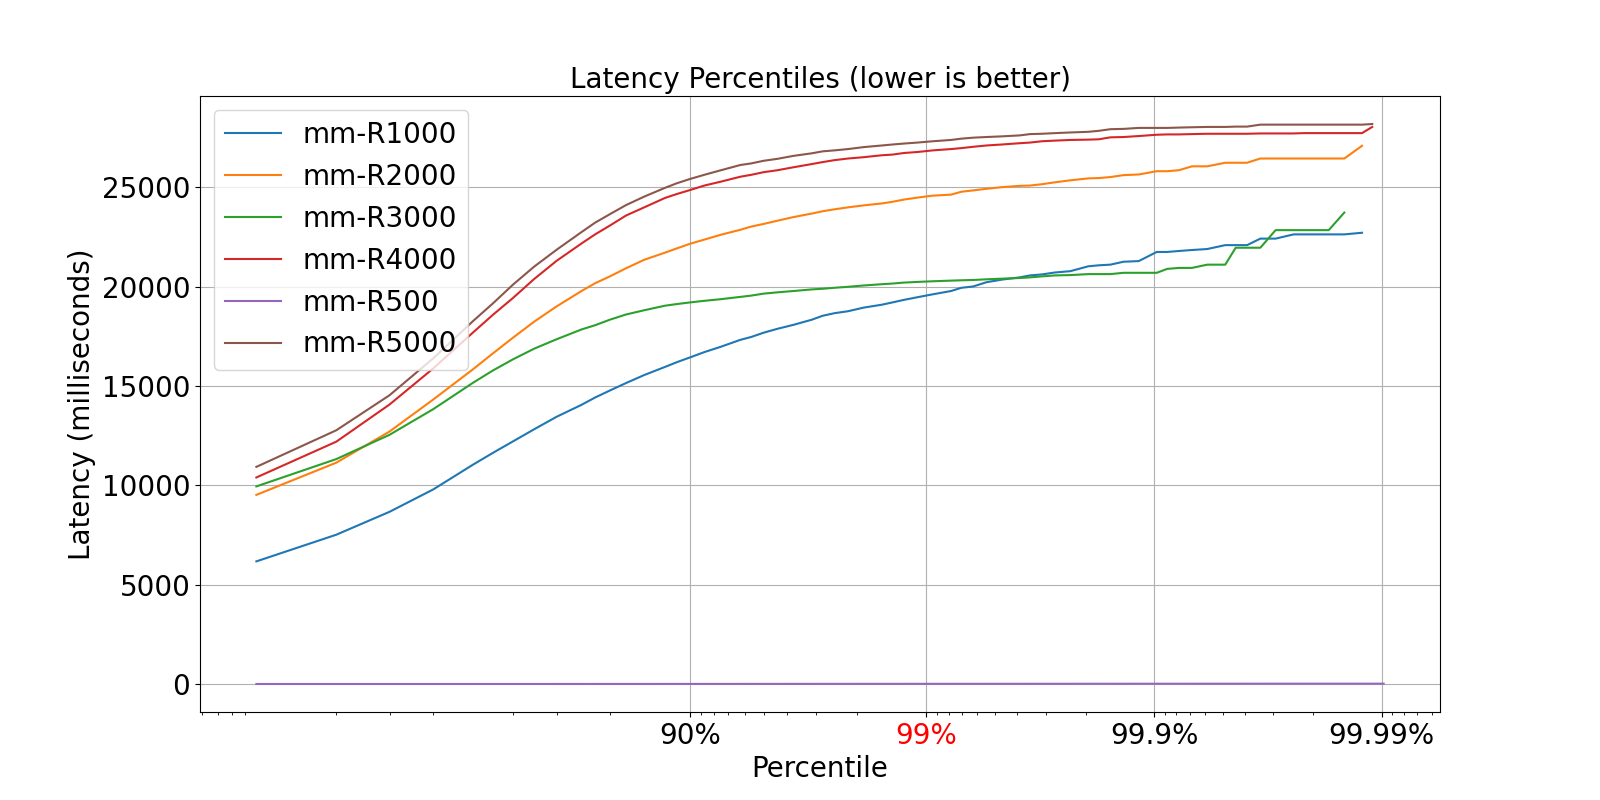 Latency Percentiles (lower is better)
mm-R1000
mm-R2000
mm-R3000
mm-R4000
mm-R500
mm-R5000
25000
20000
15000
10000
5000
0
Latency (milliseconds)
90%
99%
99.9%
99.99%
Percentile